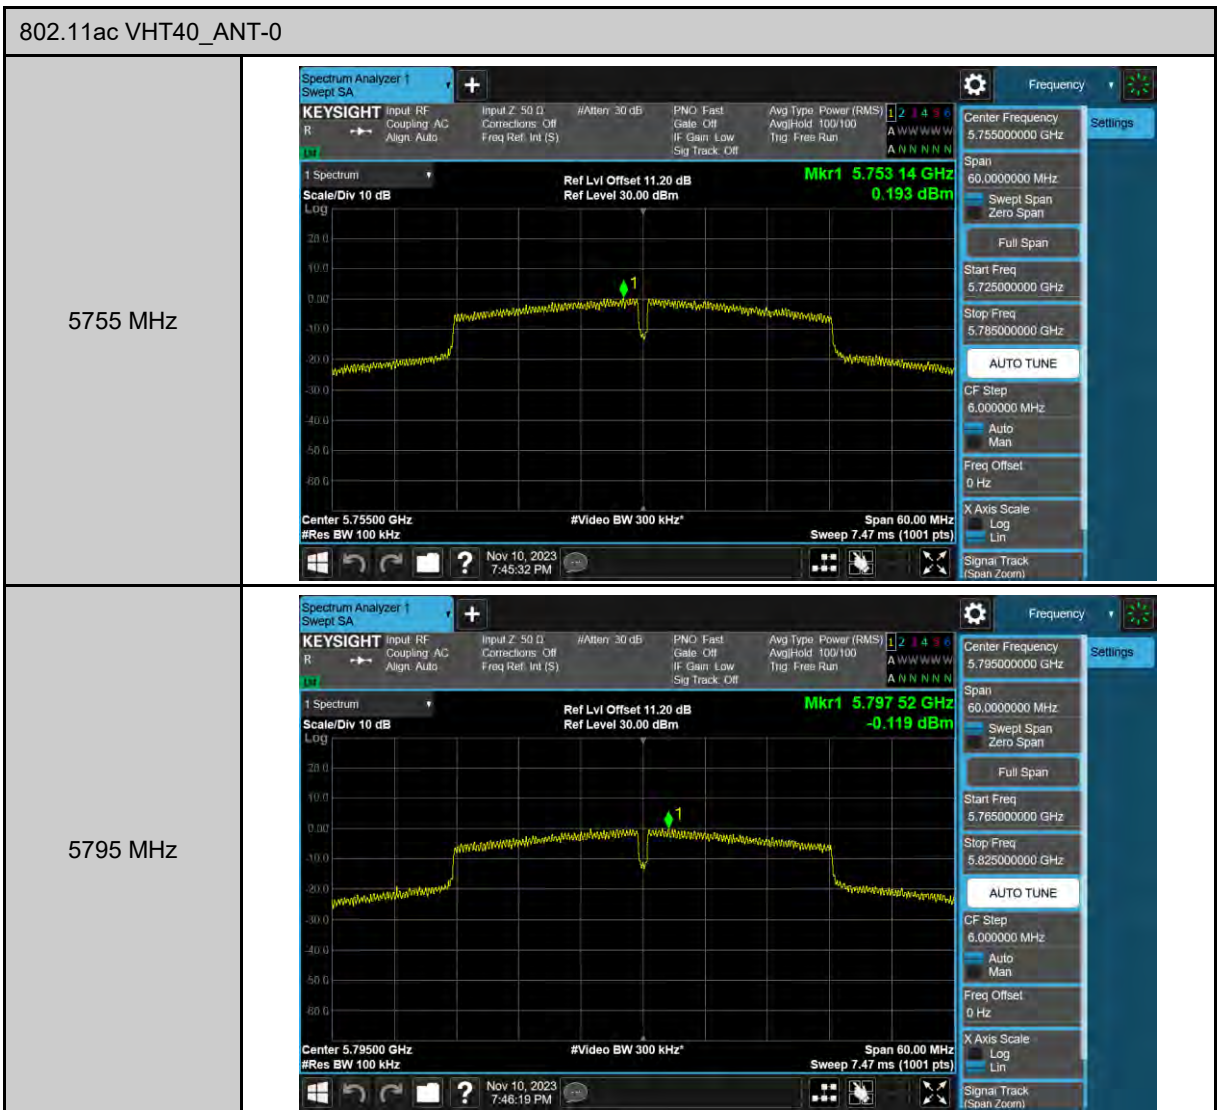 802.11ac VHT40_ANT-0
5755 MHz
Spectrum Analyzer 1
Swept SA
Frequency
KEYSIGHT
R
Input: RF
Coupling: AC
Align: Auto
Input Z: 50 Ω
Corrections: Off
Freq Ref: Int (S)
#Atten: 30 dB
PNO: Fast
Gate: Off
IF Gain: Low
Sig Track: Off
Avg Type: Power (RMS)
Avg|Hold: 100/100
Trig: Free Run
1 2 3 4 5 6
A W W W W W
A N N N N N
Settings
1 Spectrum
Scale/Div 10 dB
Log
Ref Lvl Offset 11.20 dB
Ref Level 30.00 dBm
Mkr1 5.753 14 GHz
0.193 dBm
20.0
10.0
0.00
-10.0
-20.0
-30.0
-40.0
-50.0
-60.0
1
Center 5.75500 GHz
#Res BW 100 kHz
#Video BW 300 kHz*
Span 60.00 MHz
Sweep 7.47 ms (1001 pts)
Nov 10, 2023
7:45:32 PM
Center Frequency
5.755000000 GHz
Span
60.0000000 MHz
Swept Span
Zero Span
Full Span
Start Freq
5.725000000 GHz
Stop Freq
5.785000000 GHz
AUTO TUNE
CF Step
6.000000 MHz
Auto
Man
Freq Offset
0 Hz
X Axis Scale
Log
Lin
Signal Track
(Span Zoom)
5795 MHz
Spectrum Analyzer 1
Swept SA
Frequency
KEYSIGHT
R
Input: RF
Coupling: AC
Align: Auto
Input Z: 50 Ω
Corrections: Off
Freq Ref: Int (S)
#Atten: 30 dB
PNO: Fast
Gate: Off
IF Gain: Low
Sig Track: Off
Avg Type: Power (RMS)
Avg|Hold: 100/100
Trig: Free Run
1 2 3 4 5 6
A W W W W W
A N N N N N
Settings
1 Spectrum
Scale/Div 10 dB
Log
Ref Lvl Offset 11.20 dB
Ref Level 30.00 dBm
Mkr1 5.797 52 GHz
-0.119 dBm
20.0
10.0
0.00
-10.0
-20.0
-30.0
-40.0
-50.0
-60.0
1
Center 5.79500 GHz
#Res BW 100 kHz
#Video BW 300 kHz*
Span 60.00 MHz
Sweep 7.47 ms (1001 pts)
Nov 10, 2023
7:46:19 PM
Center Frequency
5.795000000 GHz
Span
60.0000000 MHz
Swept Span
Zero Span
Full Span
Start Freq
5.765000000 GHz
Stop Freq
5.825000000 GHz
AUTO TUNE
CF Step
6.000000 MHz
Auto
Man
Freq Offset
0 Hz
X Axis Scale
Log
Lin
Signal Track
(Span Zoom)